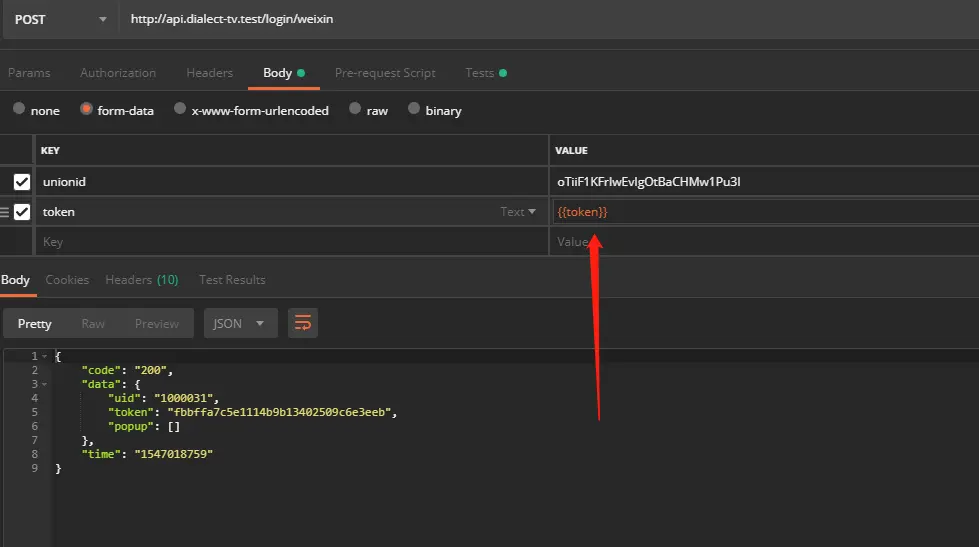 POST http://api.dialect-tv.test/login/weixin
Params Authorization Headers Body Pre-request Script Tests
none form-data x-www-form-urlencoded raw binary
KEY VALUE
unionid oTiiF1KFrIwEvIgOtBaCHMw1Pu3I
token Text {{token}}
Key Value
Body Cookies Headers (10) Test Results
Pretty Raw Preview JSON
1 {
2 "code": "200",
3 "data": {
4 "uid": "1000031",
5 "token": "fbbffa7c5e1114b9b13402509c6e3eeb",
6 "popup": []
7 },
8 "time": "1547018759"
9 }